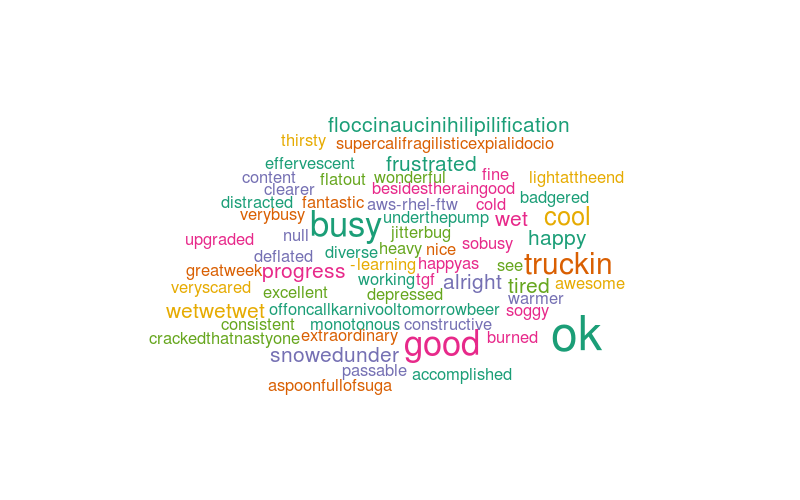 floccinaucinihilipilification
thirsty supercalifragilisticexpialidocio
effervescent frustrated
content flatout wonderful fine lightattheend
clearer besidestheraingood
distracted fantastic aws-rhel-ftw cold badgered
verybusy busy underthepump wet cool
upgraded null jitterbug sobusy happy
deflated diverse heavy nice
greatweek progress - learning happyas see truckin
veryscared working tgf alright tired awesome
excellent depressed warmer
wetwetwet offoncallkarnivooltomorrowbeer soggy
consistent monotonous constructive ok
crackedthatnastyone extraordinary good burned
snowedunder
passable accomplished
aspoonfullofsuga